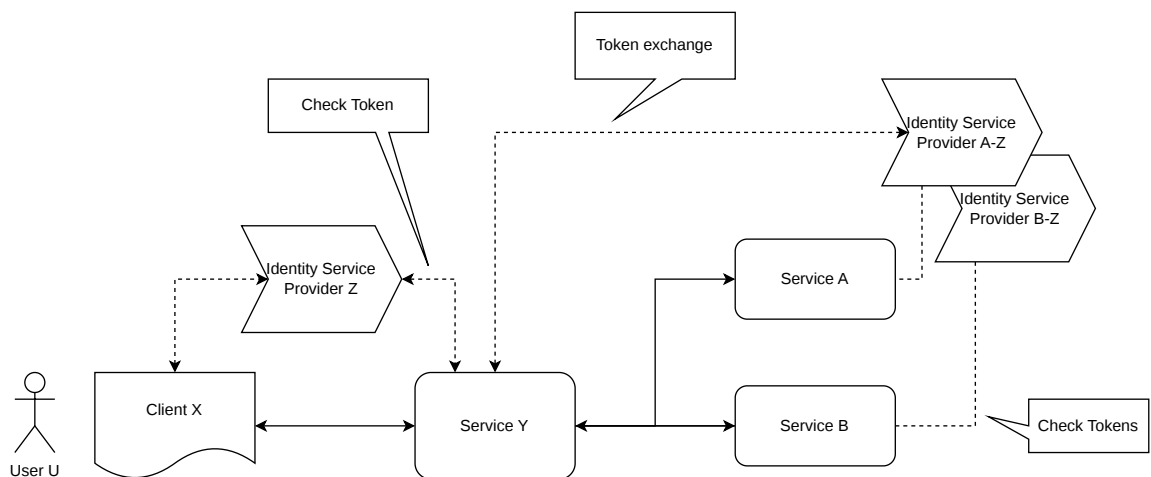 Token exchange
Check Token
Identity Service
Provider A-Z
Identity Service
Provider B-Z
Identity Service
Provider Z
Service A
Client X
Service Y
Service B
Check Tokens
User U